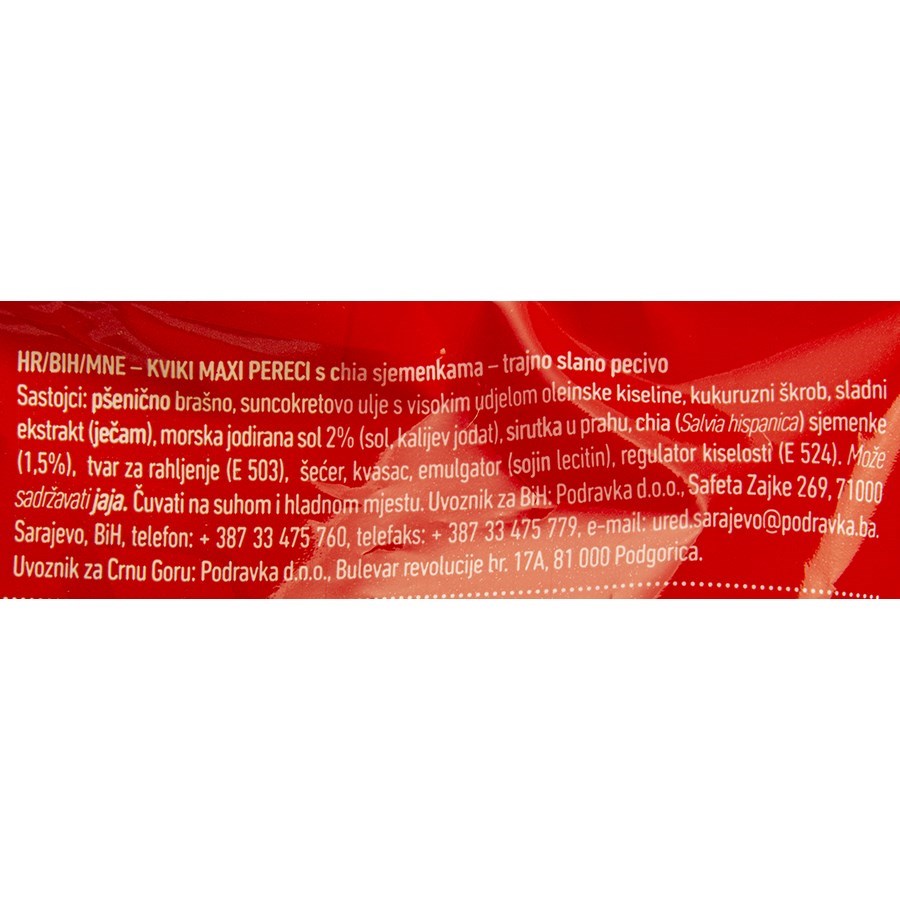 HR/BIH/MNE – KVIKI MAXI PERECI s chia sjemenkama – trajno slano pecivo
Sastojci: pšenično brašno, suncokretovo ulje s visokim udjelom oleinske kiseline, kukuruzni škrob, sladni
ekstrakt (ječam), morska jodirana sol 2% (sol, kalijev jodat), sirutka u prahu, chia (Salvia hispanica) sjemenke
(1,5%), tvar za rahljenje (E 503), šećer, kvasac, emulgator (sojin lecitin), regulator kiselosti (E 524). Može
sadržavati jaja. Čuvati na suhom i hladnom mjestu. Uvoznik za BiH: Podravka d.o.o., Safeta Zajke 269, 71000
Sarajevo, BiH, telefon: + 387 33 475 760, telefaks: + 387 33 475 779, e-mail: ured.sarajevo@podravka.ba.
Uvoznik za Crnu Goru: Podravka d.o.o., Bulevar revolucije br. 17A, 81 000 Podgorica.